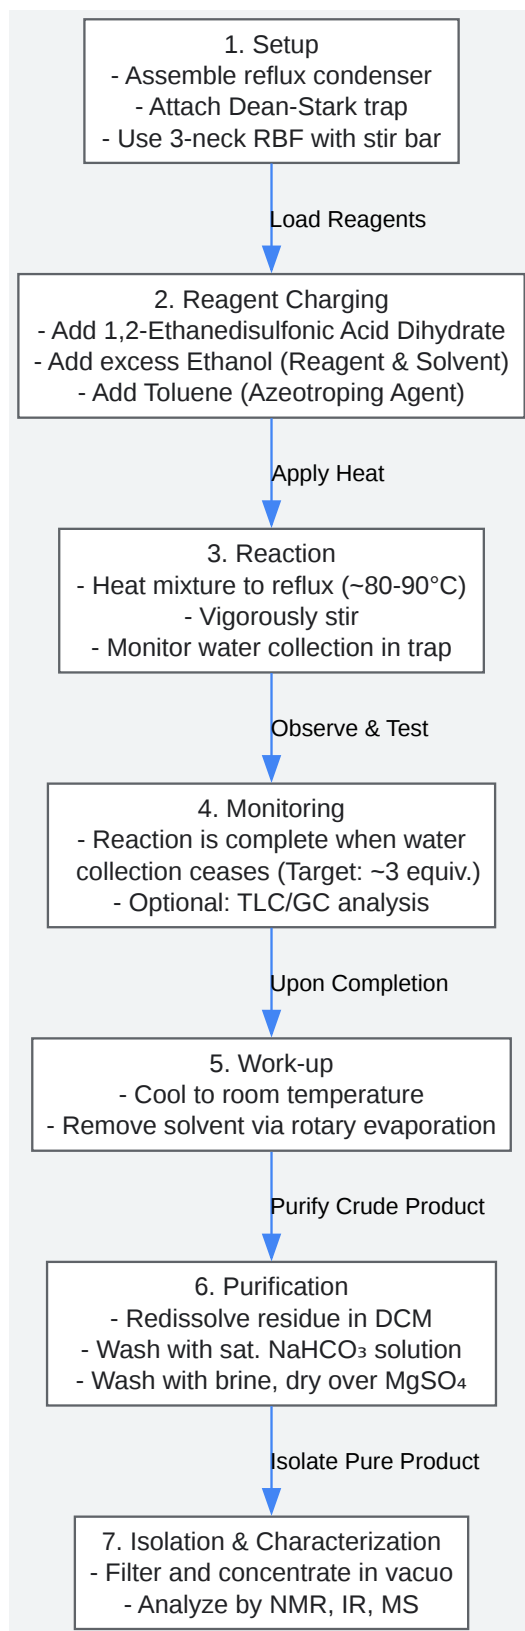 1. Setup
- Assemble reflux condenser
- Attach Dean-Stark trap
- Use 3-neck RBF with stir bar
Load Reagents
2. Reagent Charging
- Add 1,2-Ethanedisulfonic Acid Dihydrate
- Add excess Ethanol (Reagent & Solvent)
- Add Toluene (Azeotroping Agent)
Apply Heat
3. Reaction
- Heat mixture to reflux (~80-90°C)
- Vigorously stir
- Monitor water collection in trap
Observe & Test
4. Monitoring
- Reaction is complete when water
collection ceases (Target: ~3 equiv.)
- Optional: TLC/GC analysis
Upon Completion
5. Work-up
- Cool to room temperature
- Remove solvent via rotary evaporation
Purify Crude Product
6. Purification
- Redissolve residue in DCM
- Wash with sat. NaHCO₃ solution
- Wash with brine, dry over MgSO₄
Isolate Pure Product
7. Isolation & Characterization
- Filter and concentrate in vacuo
- Analyze by NMR, IR, MS